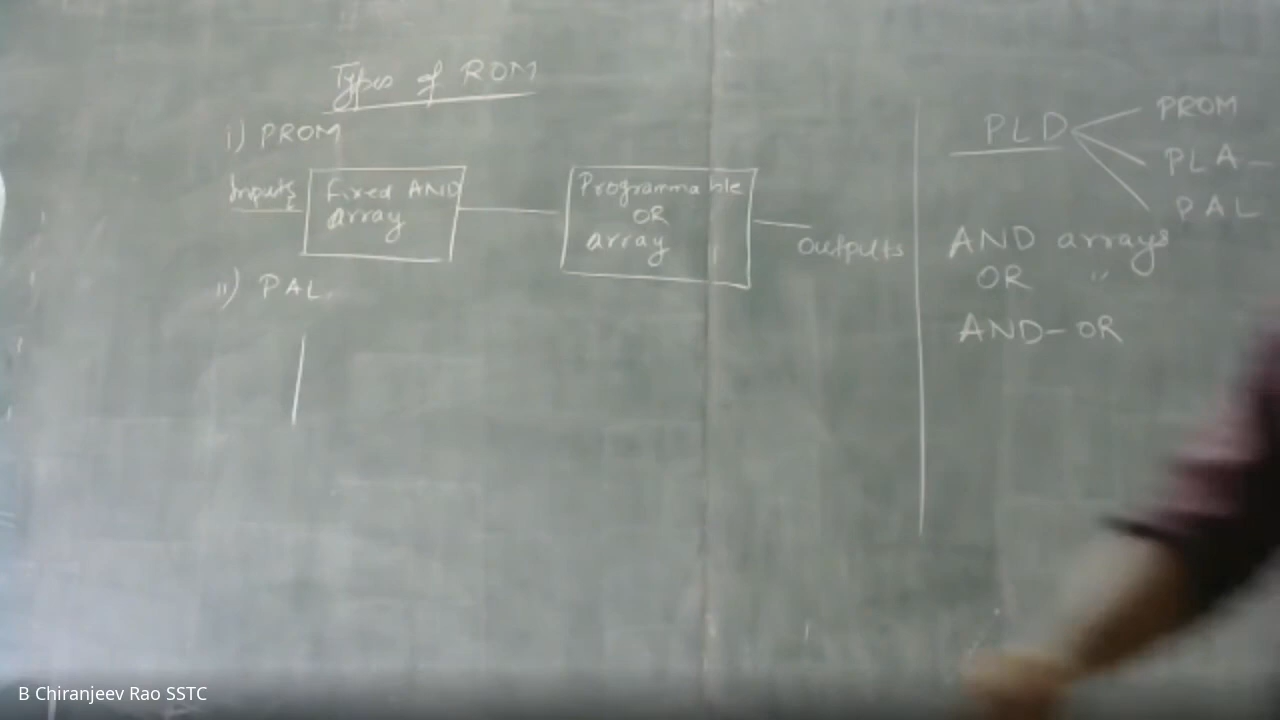 Types of ROM
i) PROM
Inputs
Fixed AND
array
Programmable
OR
array
Outputs
ii) PAL
PLD
PROM
PLA
PAL
AND arrays
OR "
AND-OR
B Chiranjeev Rao SSTC